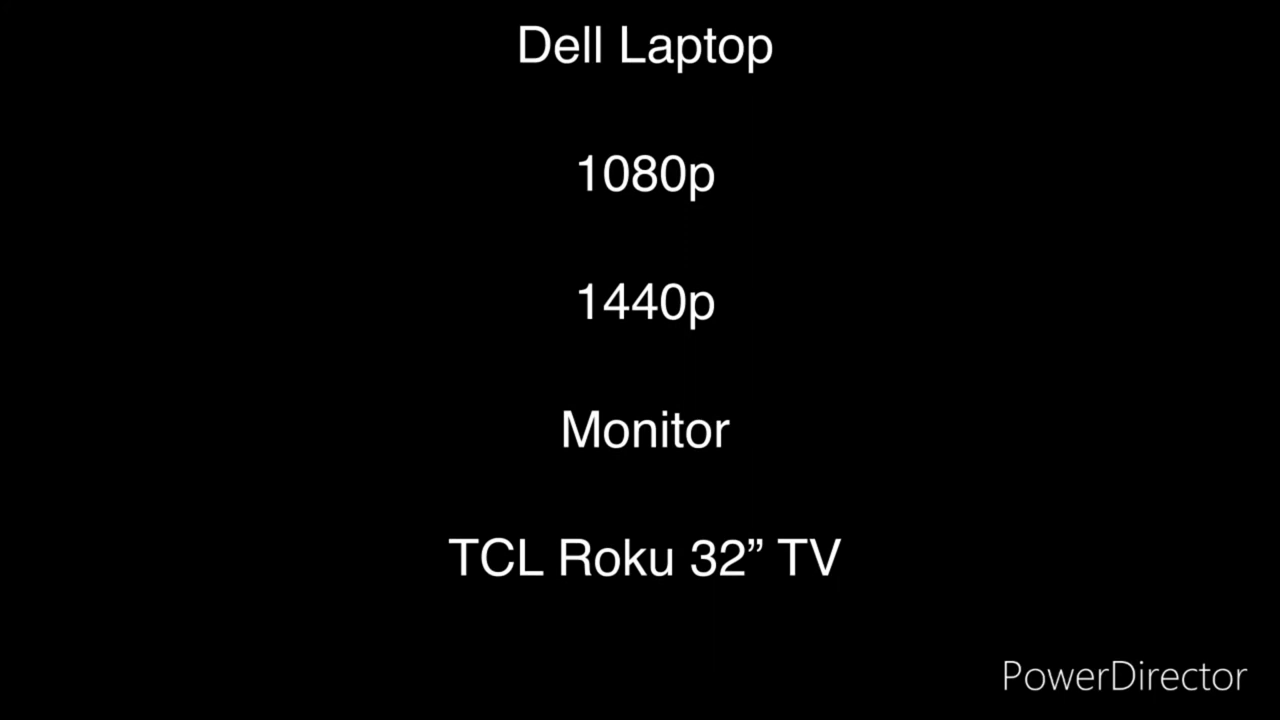 Dell Laptop
1080p
1440p
Monitor
TCL Roku 32” TV
PowerDirector